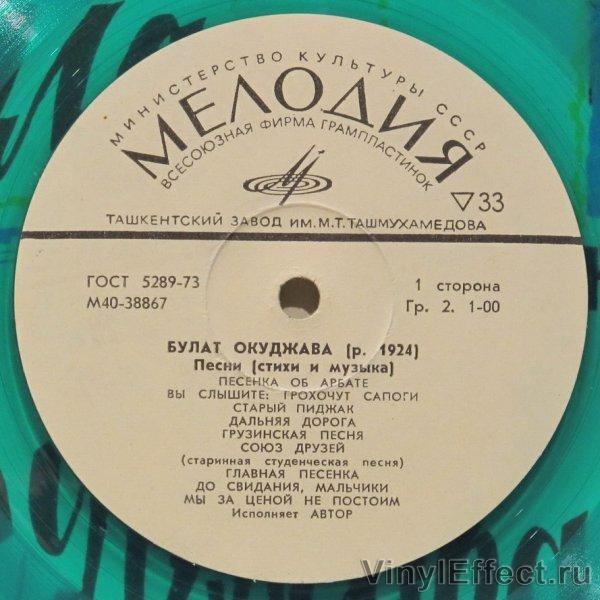 МИНИСТЕРСТВО КУЛЬТУРЫ СССР
МЕЛОДИЯ
ВСЕСОЮЗНАЯ ФИРМА ГРАМПЛАСТИНОК
▽33
ТАШКЕНТСКИЙ ЗАВОД ИМ. М.Т. ТАШМУХАМЕДОВА
ГОСТ 5289-73
М40-38867
1 сторона
Гр. 2. 1-00
БУЛАТ ОКУДЖАВА (р. 1924)
Песни (стихи и музыка)
ПЕСЕНКА ОБ АРБАТЕ
ВЫ СЛЫШИТЕ: ГРОХОЧУТ САПОГИ
СТАРЫЙ ПИДЖАК
ДАЛЬНЯЯ ДОРОГА
ГРУЗИНСКАЯ ПЕСНЯ
СОЮЗ ДРУЗЕЙ
(старинная студенческая песня)
ГЛАВНАЯ ПЕСЕНКА
ДО СВИДАНИЯ, МАЛЬЧИКИ
МЫ ЗА ЦЕНОЙ НЕ ПОСТОИМ
Исполняет АВТОР
VinylEffect.ru